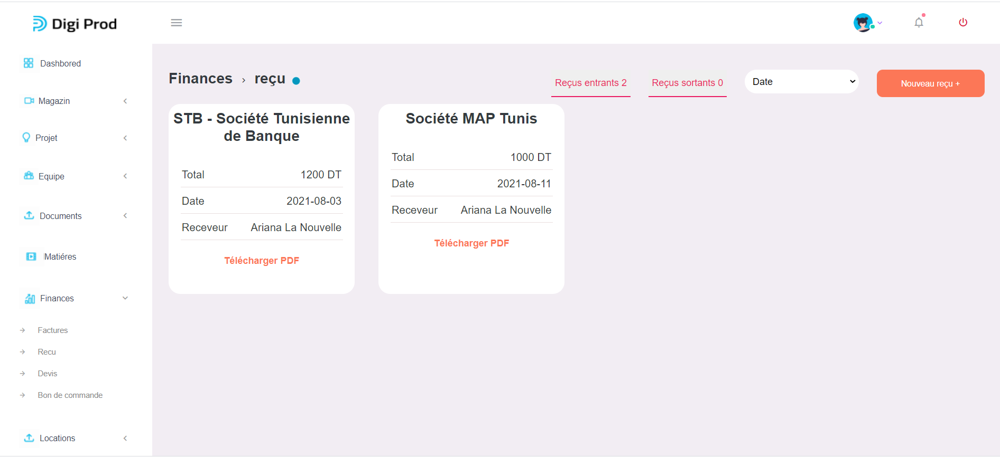 Digi Prod
Dashbored
Magazin
Projet
Equipe
Documents
Matiéres
Finances
Factures
Recu
Devis
Bon de commande
Locations
Finances › reçu
Reçus entrants 2
Reçus sortants 0
Date
Nouveau reçu +
STB - Société Tunisienne
de Banque
Total 1200 DT
Date 2021-08-03
Receveur Ariana La Nouvelle
Télécharger PDF
Société MAP Tunis
Total 1000 DT
Date 2021-08-11
Receveur Ariana La Nouvelle
Télécharger PDF